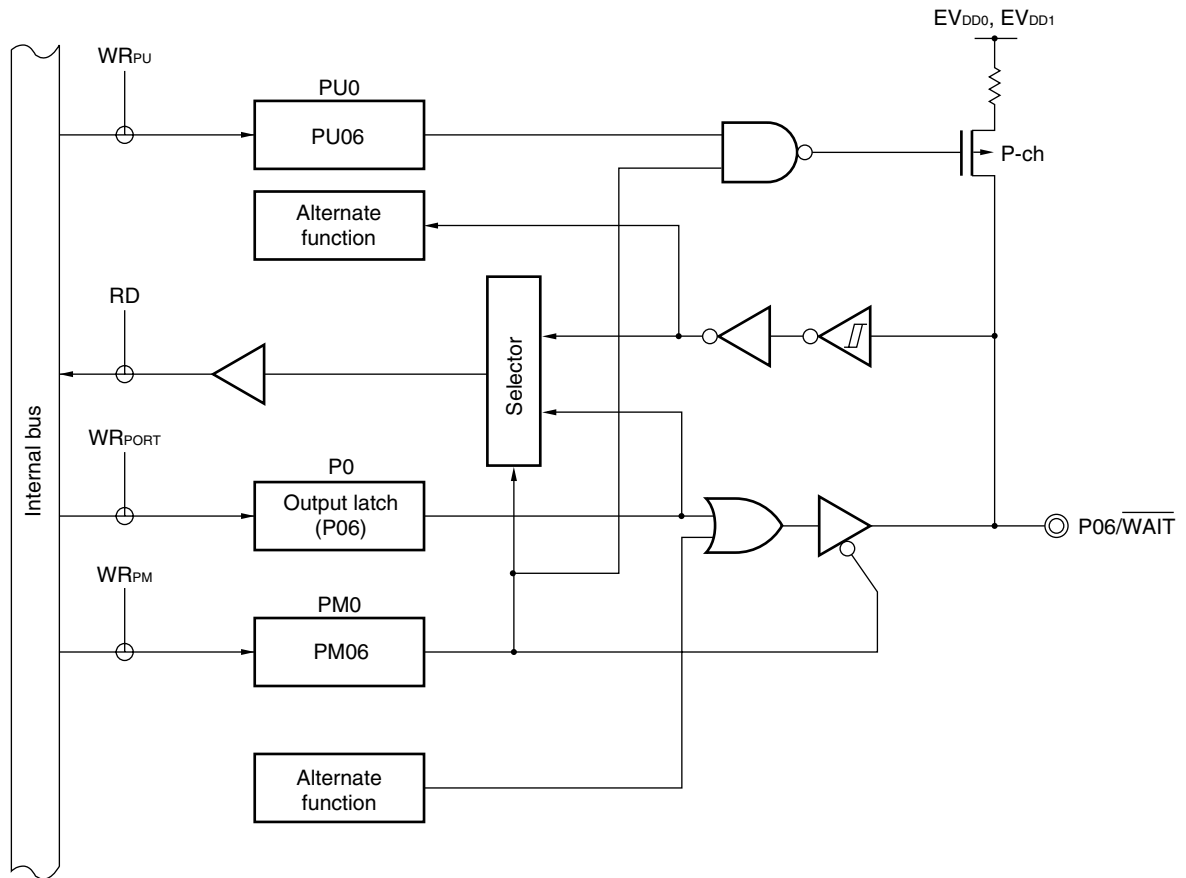 EVDD0, EVDD1
WRPU
PU0
PU06
P-ch
Alternate
function
RD
Selector
Internal bus
WRPORT
P0
Output latch
(P06)
P06/WAIT
WRPM
PM0
PM06
Alternate
function